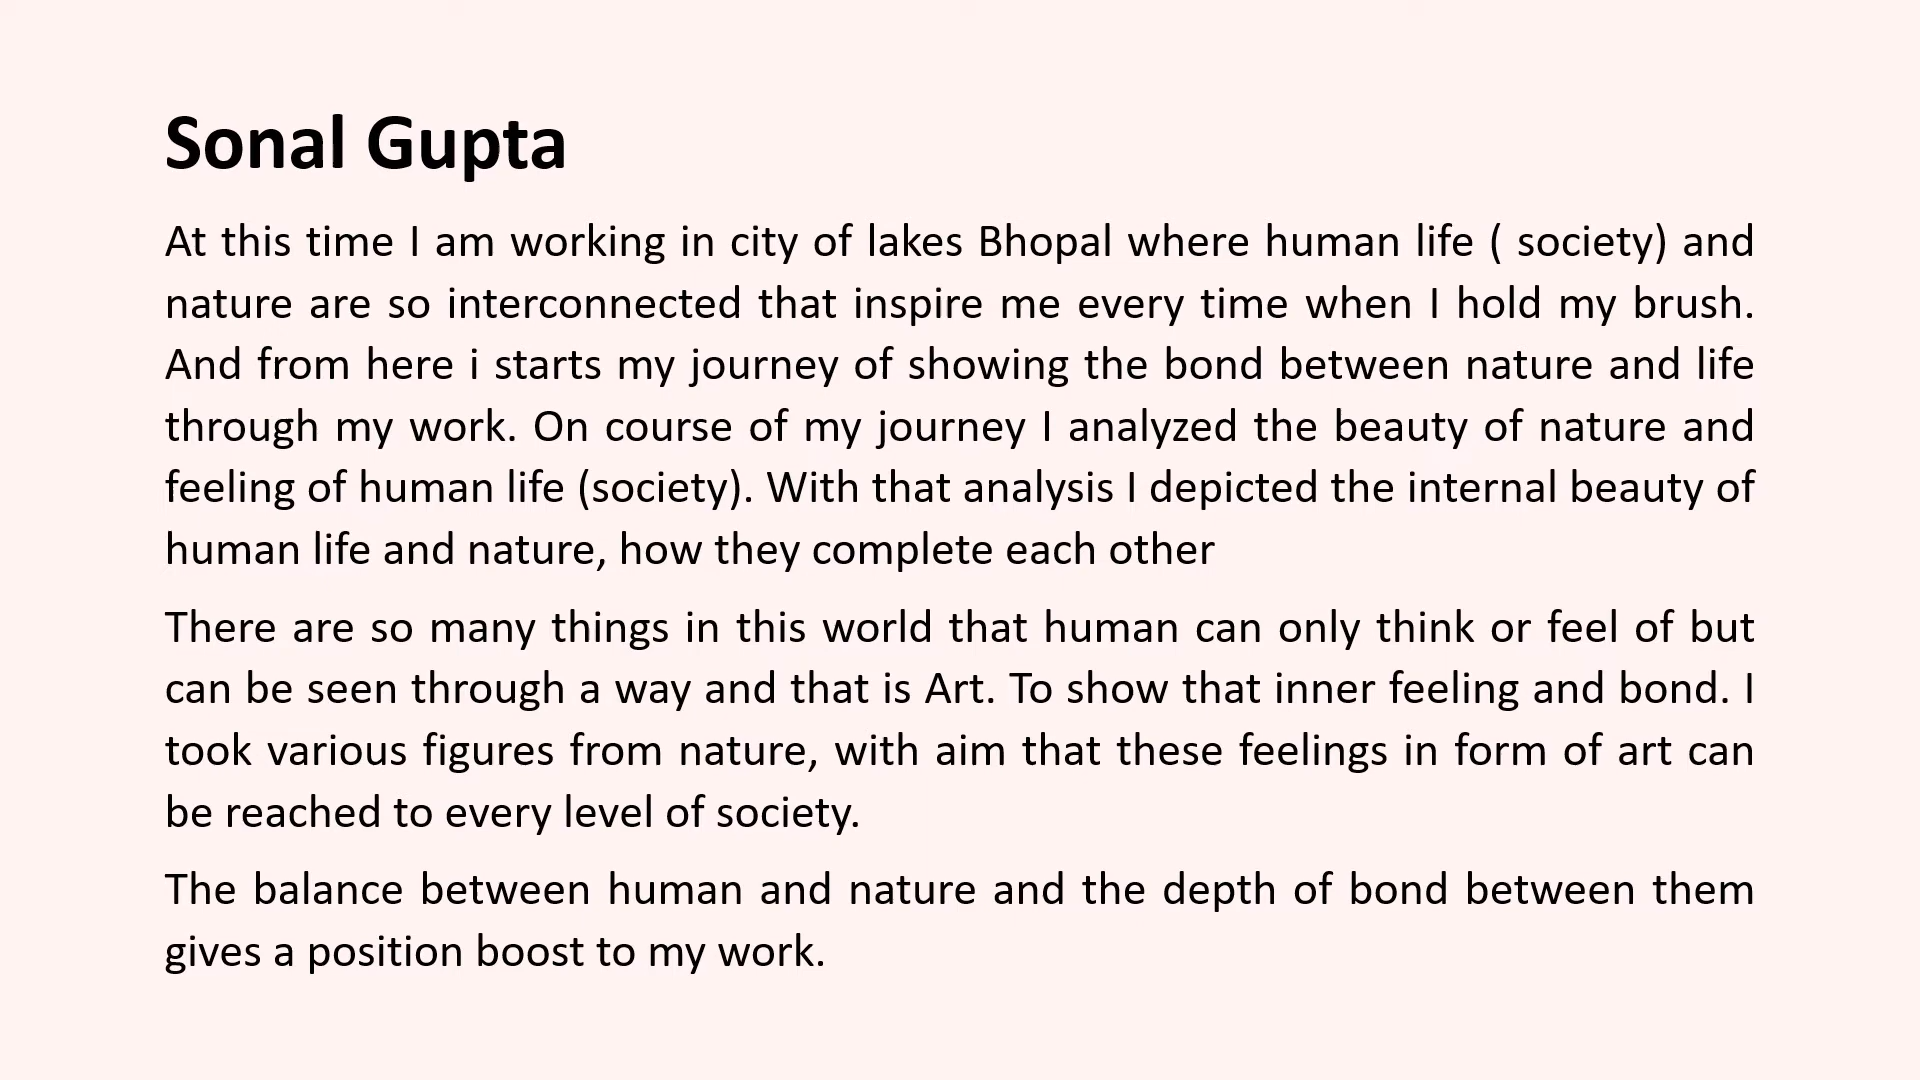 Sonal Gupta
At this time I am working in city of lakes Bhopal where human life ( society) and
nature are so interconnected that inspire me every time when I hold my brush.
And from here i starts my journey of showing the bond between nature and life
through my work. On course of my journey I analyzed the beauty of nature and
feeling of human life (society). With that analysis I depicted the internal beauty of
human life and nature, how they complete each other
There are so many things in this world that human can only think or feel of but
can be seen through a way and that is Art. To show that inner feeling and bond. I
took various figures from nature, with aim that these feelings in form of art can
be reached to every level of society.
The balance between human and nature and the depth of bond between them
gives a position boost to my work.